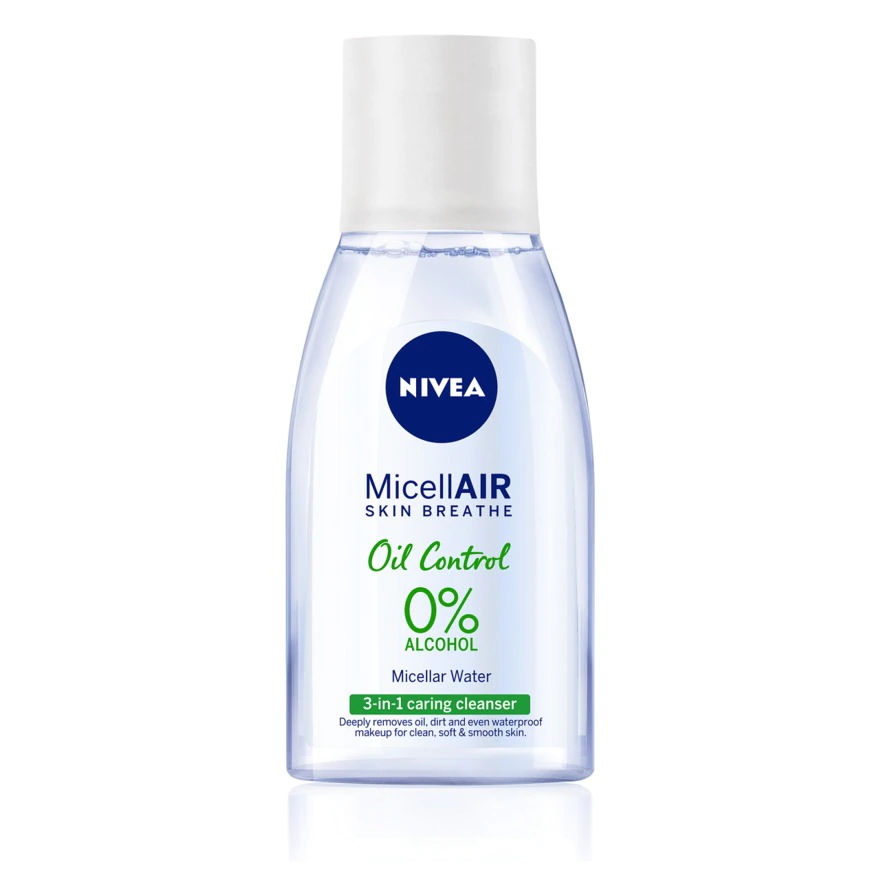 NIVEA
MicellAIR
SKIN BREATHE
Oil Control
0%
ALCOHOL
Micellar Water
3-in-1 caring cleanser
Deeply removes oil, dirt and even waterproof
makeup for clean, soft & smooth skin.